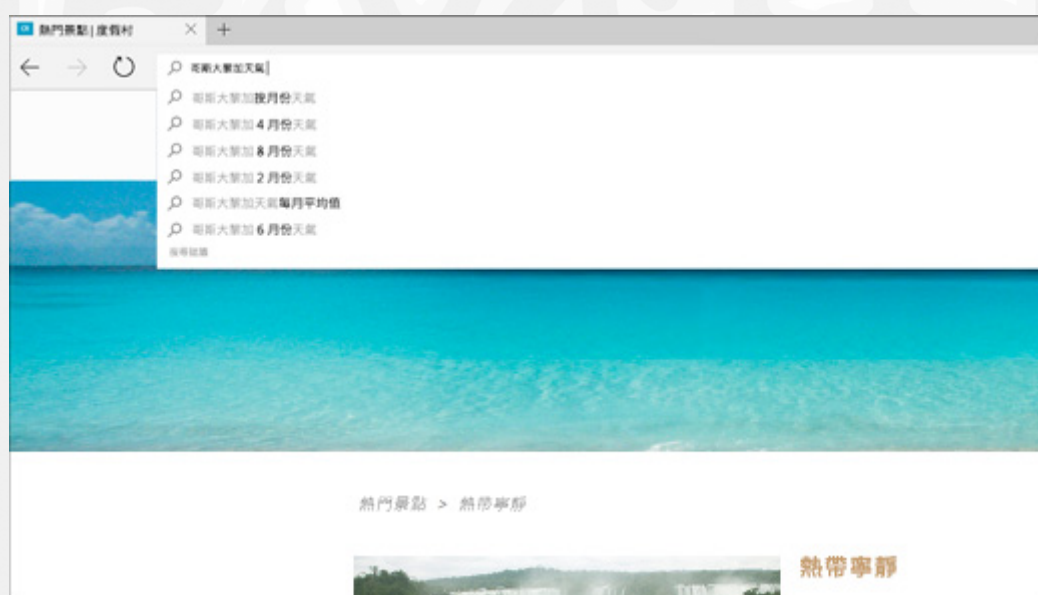 熱門景點 | 度假村
哥斯大黎加天氣
哥斯大黎加按月份天氣
哥斯大黎加 4 月份天氣
哥斯大黎加 8 月份天氣
哥斯大黎加 2 月份天氣
哥斯大黎加天氣每月平均值
哥斯大黎加 6 月份天氣
搜尋建議
熱門景點 > 熱帶寧靜
熱帶寧靜